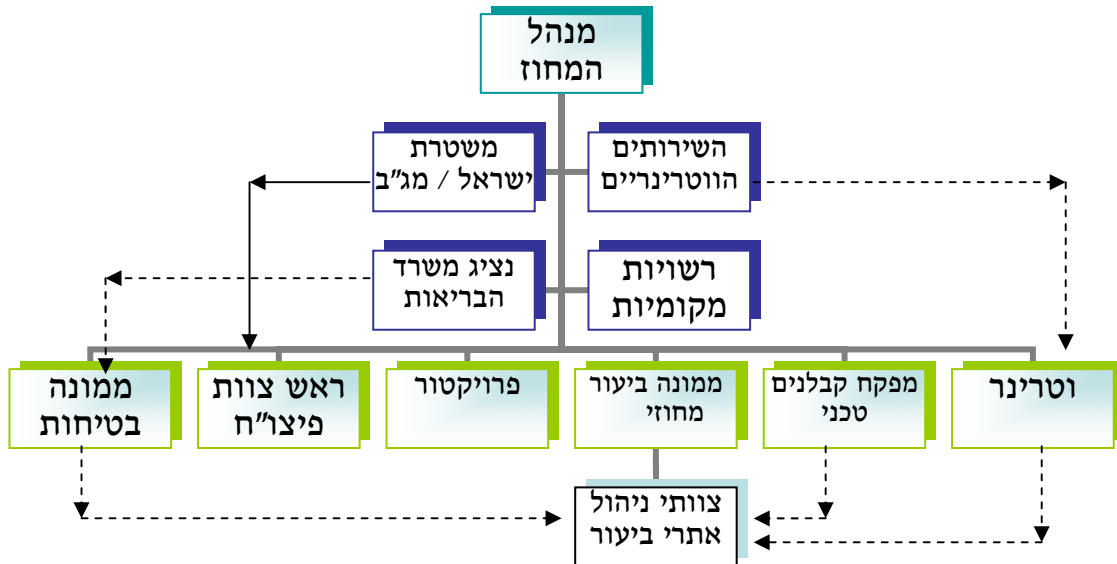 מנהל
המחוז
השירותים
הווטרינריים
משטרת
ישראל / מג"ב
רשויות
מקומיות
נציג משרד
הבריאות
וטרינר
מפקח קבלנים
טכני
ממונה ביעור
מחוזי
פרויקטור
ראש צוות
פיצו"ח
ממונה
בטיחות
צוותי ניהול
אתרי ביעור